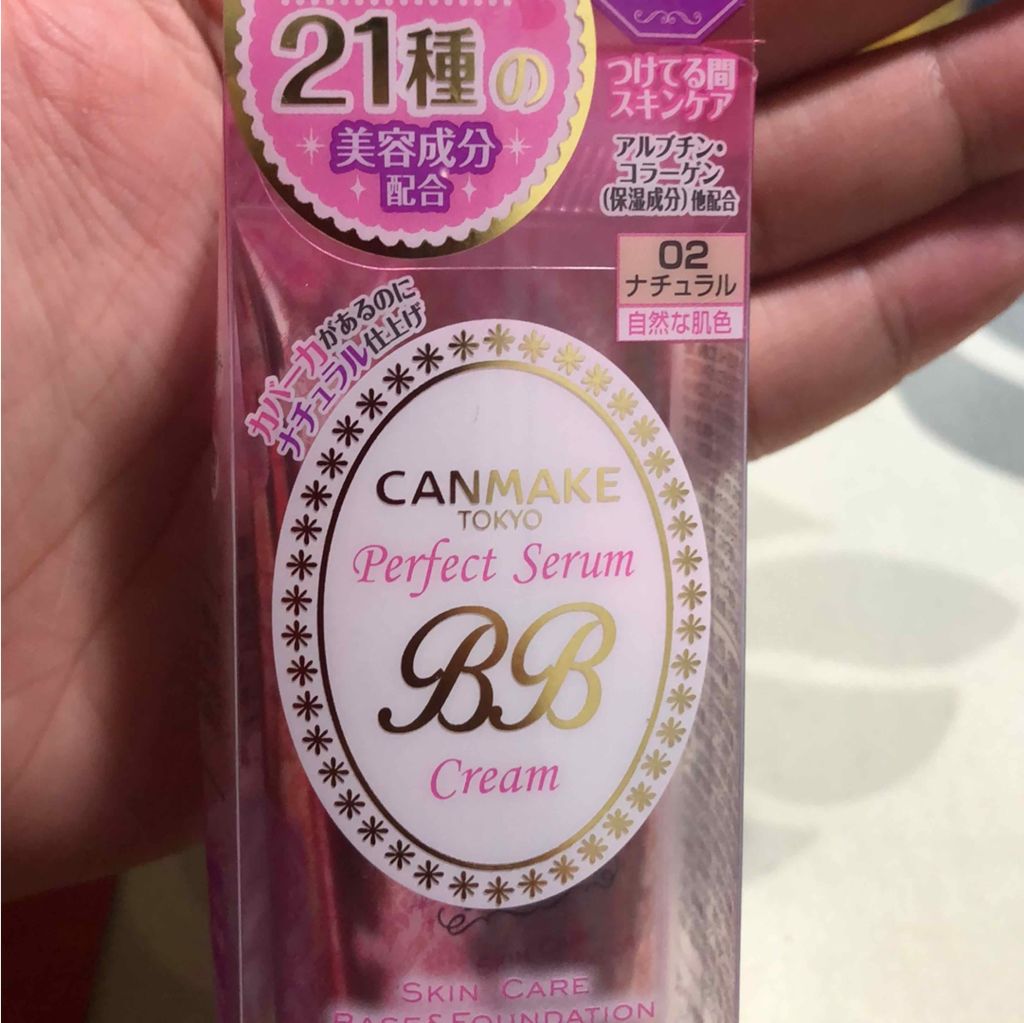 21種の
美容成分
配合
つけてる間
スキンケア
アルブチン・
コラーゲン
(保湿成分)他配合
02
ナチュラル
自然な肌色
カバー力があるのに
ナチュラル仕上げ
CANMAKE
TOKYO
Perfect Serum
BB
Cream
SKIN CARE
BASE&FOUNDATION